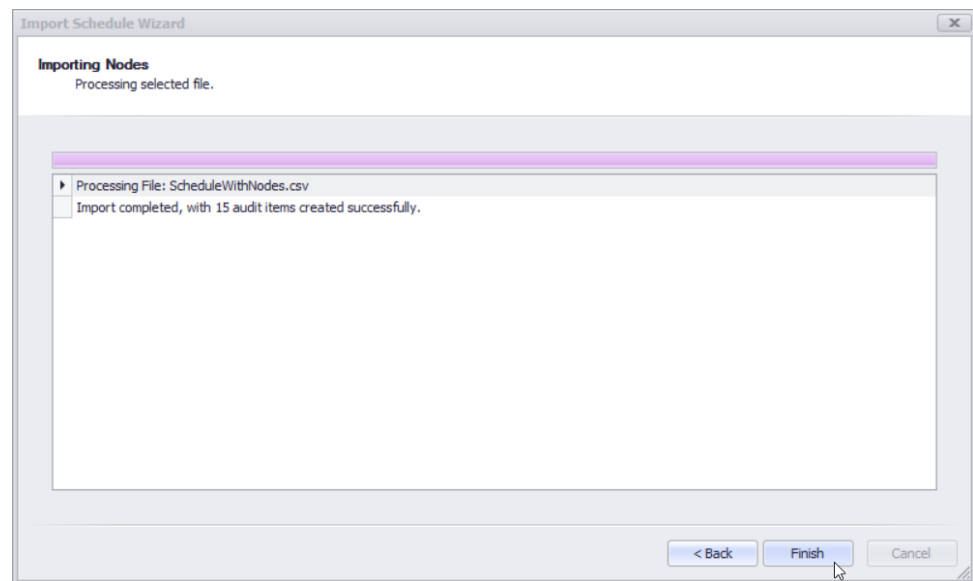 Import Schedule Wizard
Importing Nodes
Processing selected file.
Processing File: ScheduleWithNodes.csv
Import completed, with 15 audit items created successfully.
< Back Finish Cancel